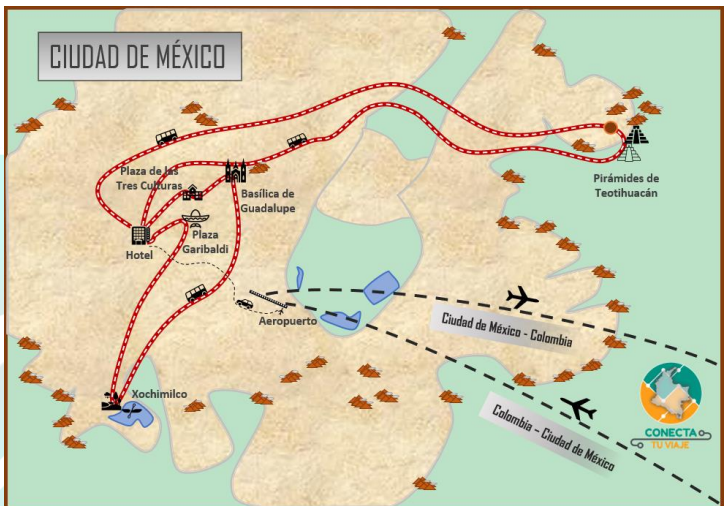 CIUDAD DE MÉXICO
Plaza de las
Tres Culturas
Basílica de
Guadalupe
Pirámides de
Teotihuacán
Plaza
Garibaldi
Hotel
Aeropuerto
Ciudad de México - Colombia
Xochimilco
Colombia – Ciudad de México
CONECTA
TU VIAJE